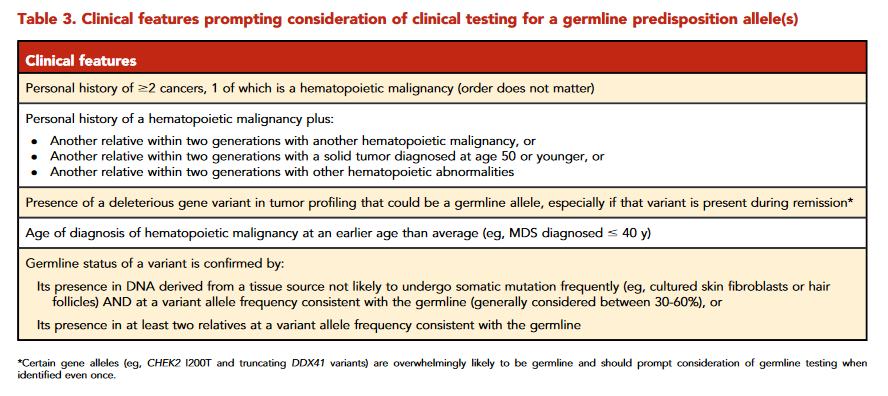 Table 3. Clinical features prompting consideration of clinical testing for a germline predisposition allele(s)
Clinical features
Personal history of ≥2 cancers, 1 of which is a hematopoietic malignancy (order does not matter)
Personal history of a hematopoietic malignancy plus:
• Another relative within two generations with another hematopoietic malignancy, or
• Another relative within two generations with a solid tumor diagnosed at age 50 or younger, or
• Another relative within two generations with other hematopoietic abnormalities
Presence of a deleterious gene variant in tumor profiling that could be a germline allele, especially if that variant is present during remission*
Age of diagnosis of hematopoietic malignancy at an earlier age than average (eg, MDS diagnosed ≤ 40 y)
Germline status of a variant is confirmed by:
Its presence in DNA derived from a tissue source not likely to undergo somatic mutation frequently (eg, cultured skin fibroblasts or hair
follicles) AND at a variant allele frequency consistent with the germline (generally considered between 30-60%), or
Its presence in at least two relatives at a variant allele frequency consistent with the germline
*Certain gene alleles (eg, CHEK2 I200T and truncating DDX41 variants) are overwhelmingly likely to be germline and should prompt consideration of germline testing when
identified even once.